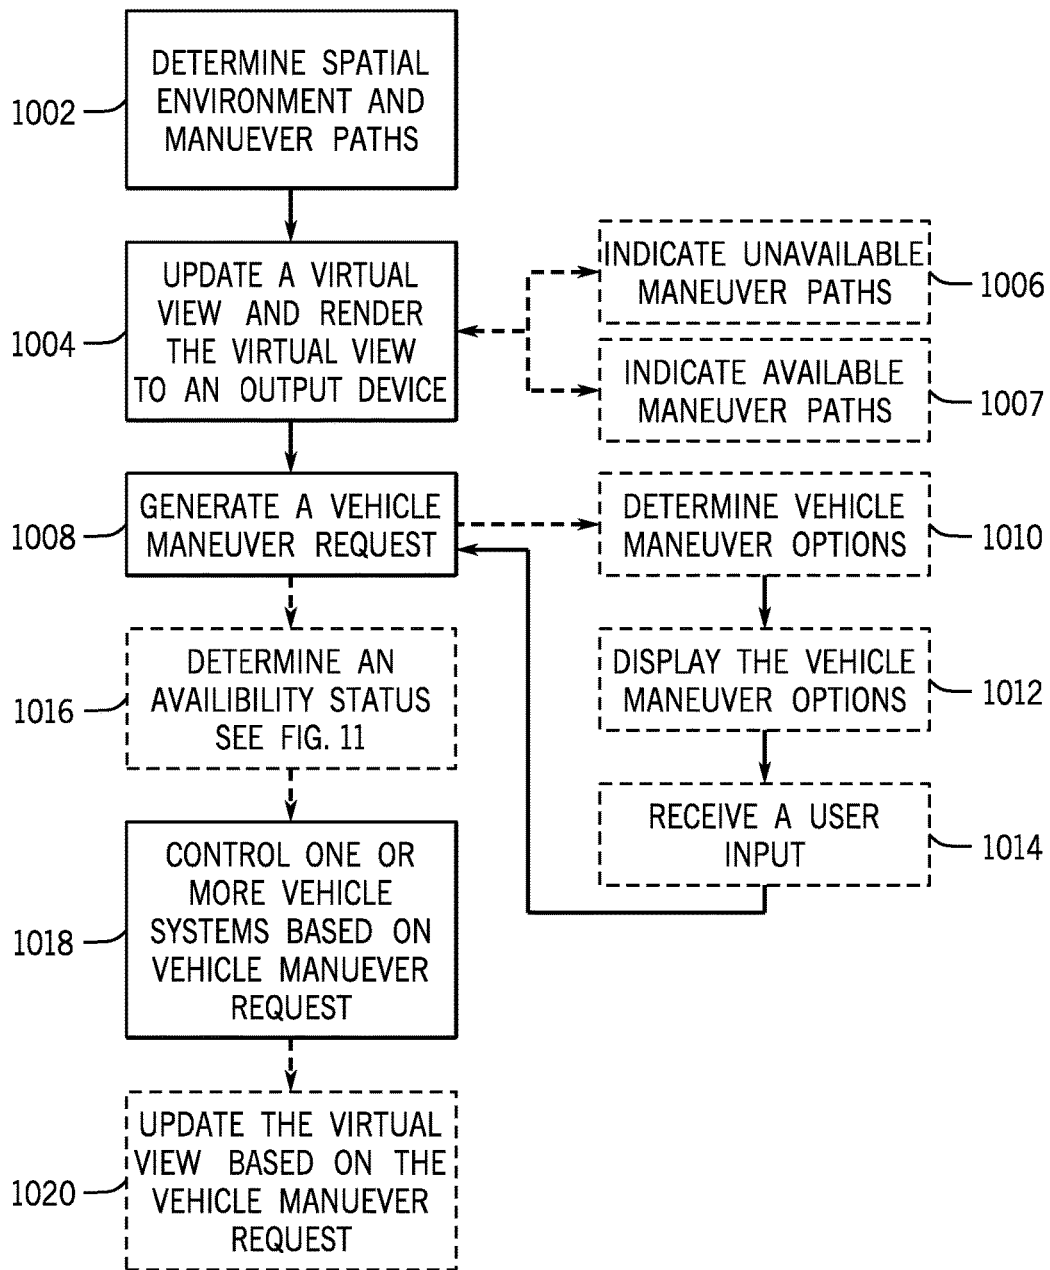 DETERMINE SPATIAL
ENVIRONMENT AND
MANUEVER PATHS
1002
UPDATE A VIRTUAL
VIEW AND RENDER
THE VIRTUAL VIEW
TO AN OUTPUT DEVICE
1004
INDICATE UNAVAILABLE
MANEUVER PATHS
1006
INDICATE AVAILABLE
MANEUVER PATHS
1007
GENERATE A VEHICLE
MANEUVER REQUEST
1008
DETERMINE VEHICLE
MANEUVER OPTIONS
1010
DISPLAY THE VEHICLE
MANEUVER OPTIONS
1012
RECEIVE A USER
INPUT
1014
DETERMINE AN
AVAILIBILITY STATUS
SEE FIG. 11
1016
CONTROL ONE OR
MORE VEHICLE
SYSTEMS BASED ON
VEHICLE MANUEVER
REQUEST
1018
UPDATE THE VIRTUAL
VIEW BASED ON THE
VEHICLE MANUEVER
REQUEST
1020